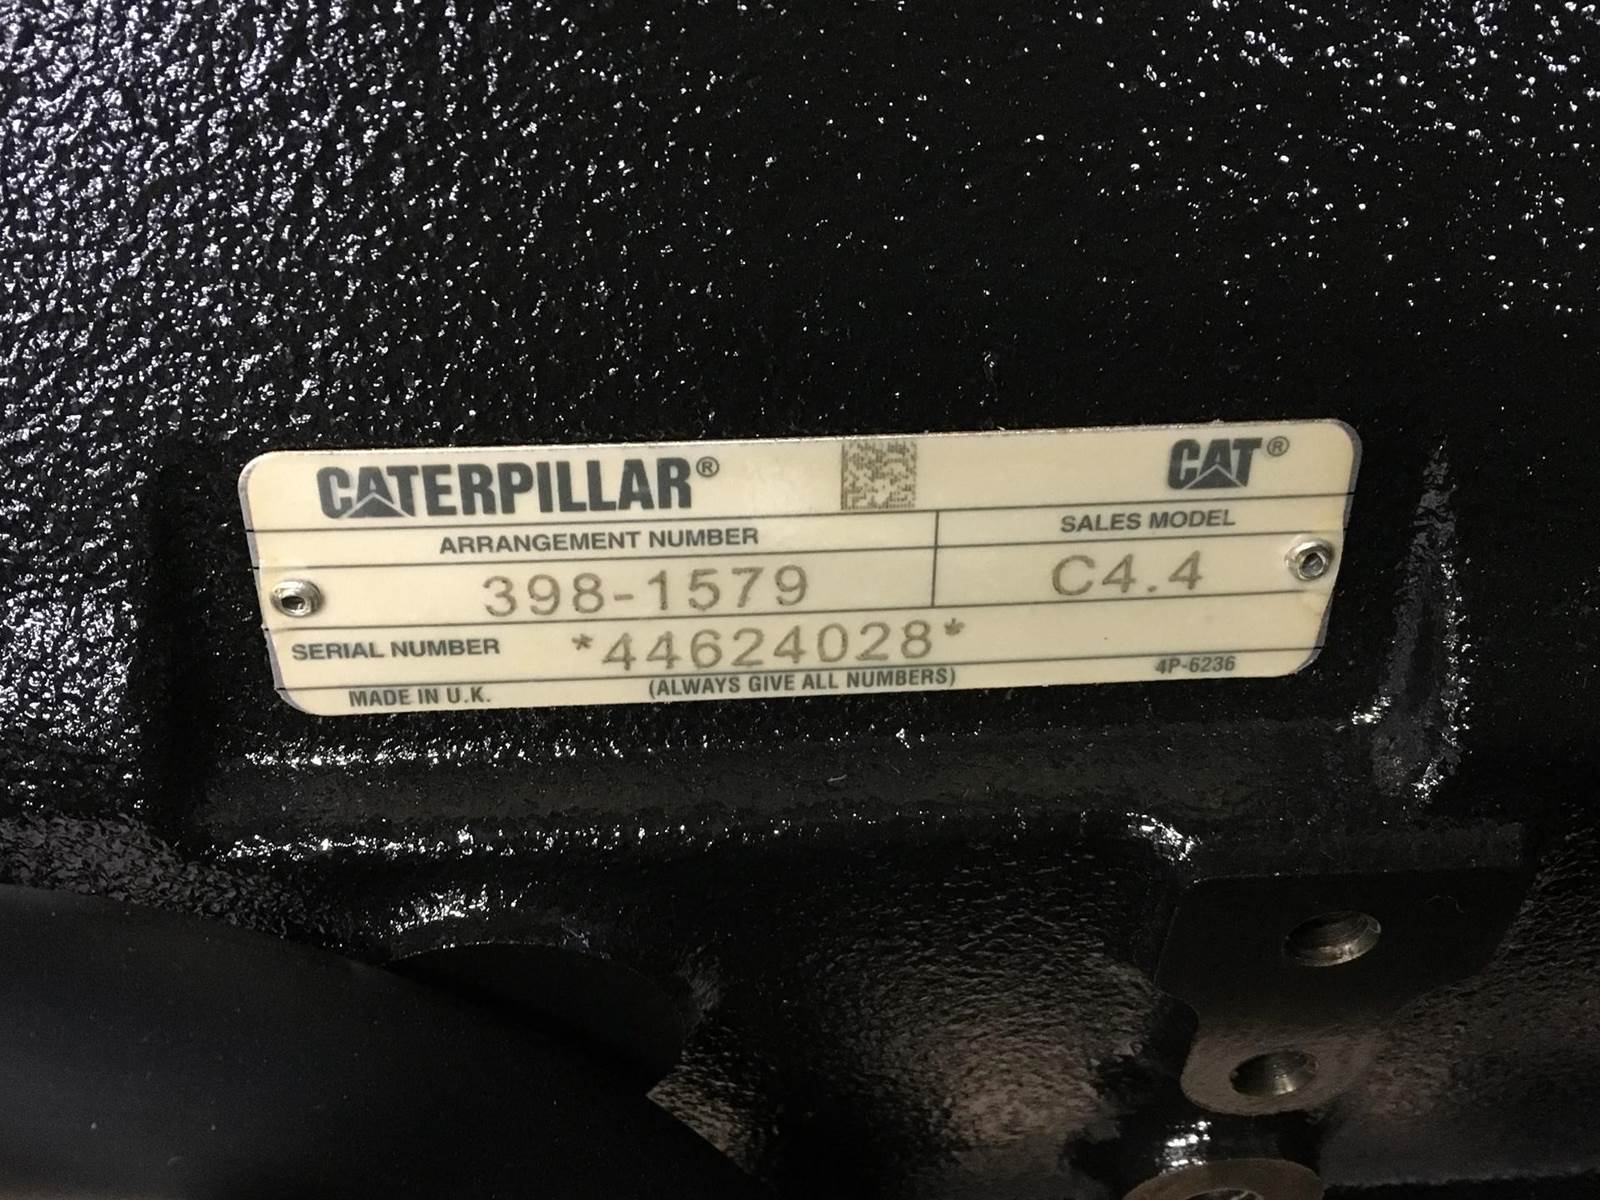 CATERPILLAR® CAT®
ARRANGEMENT NUMBER SALES MODEL
398-1579 C4.4
SERIAL NUMBER *44624028*
MADE IN U.K. (ALWAYS GIVE ALL NUMBERS) 4P-6236